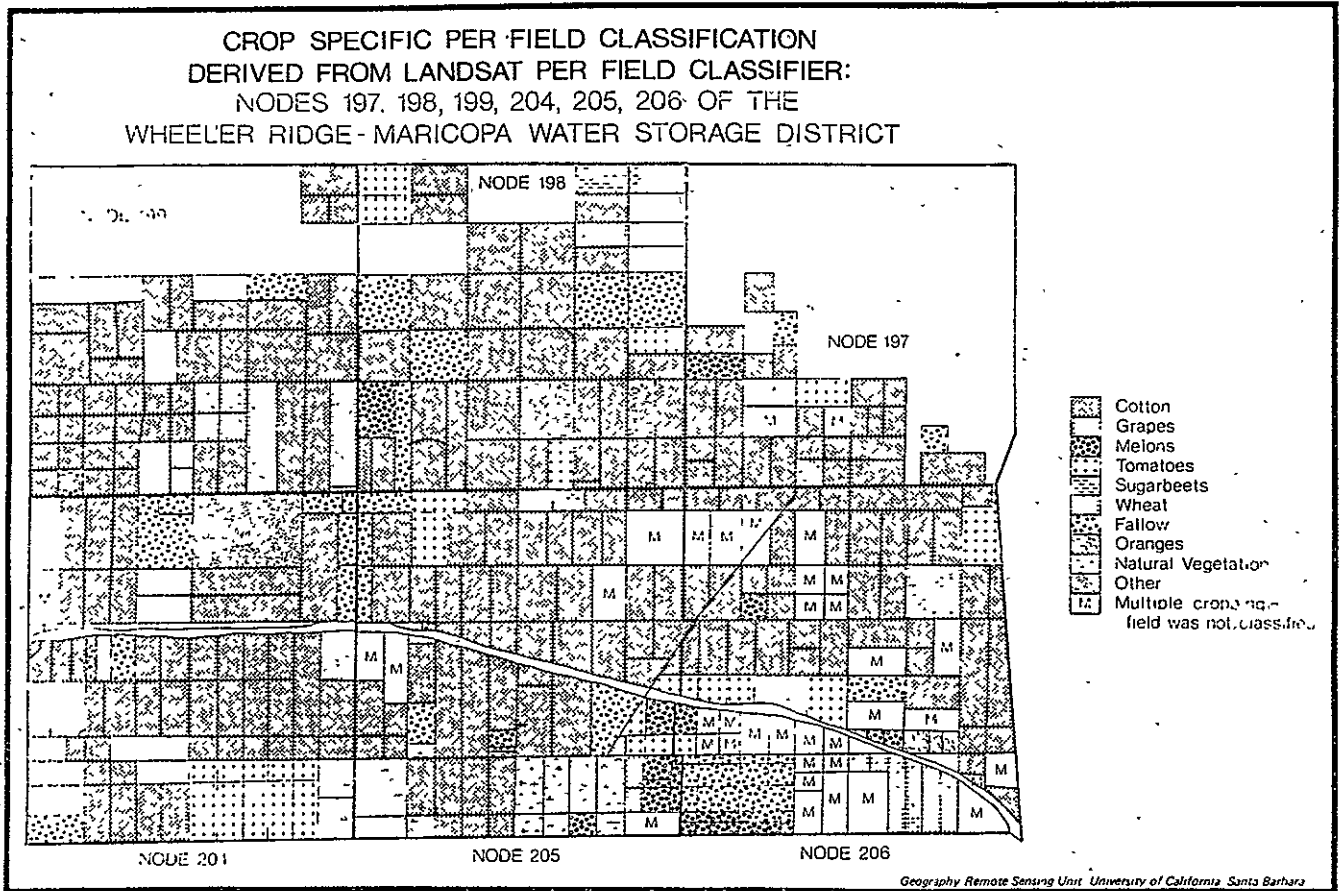 CROP SPECIFIC PER FIELD CLASSIFICATION
DERIVED FROM LANDSAT PER FIELD CLASSIFIER:
NODES 197, 198, 199, 204, 205, 206 OF THE
WHEELER RIDGE - MARICOPA WATER STORAGE DISTRICT
NODE 198
NODE 197
Cotton
Grapes
Melons
Tomatoes
Sugarbeets
Wheat
Fallow
Oranges
Natural Vegetation
Other
M Multiple
field was not classified
M M
M M M M M
M M M
M M
M M M
M
M M M M
M M M M M M
M M M
M M M M
M M M
NODE 201
NODE 205
NODE 206
Geography Remote Sensing Unit University of California Santa Barbara